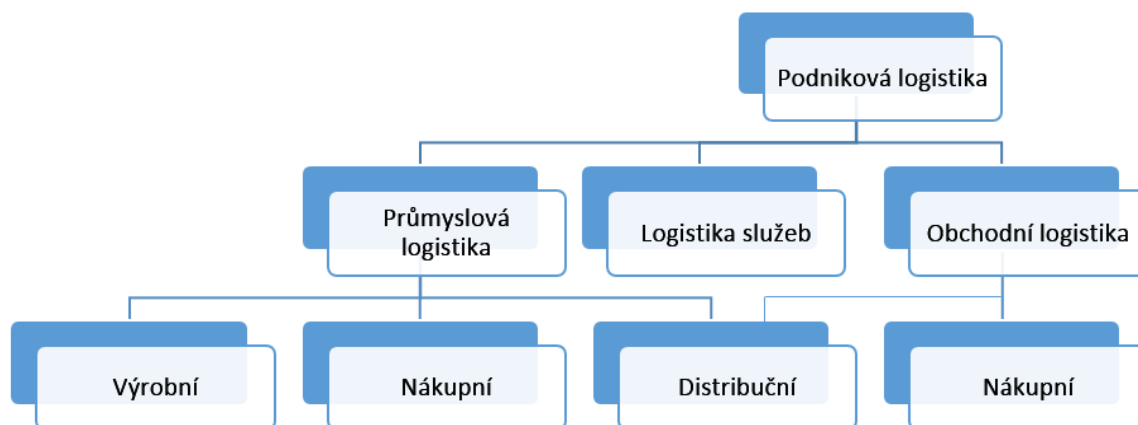 Podniková logistika
Průmyslová
logistika
Logistika služeb
Obchodní logistika
Výrobní
Nákupní
Distribuční
Nákupní